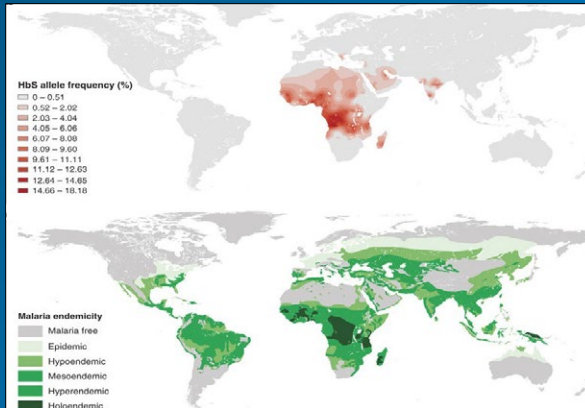 HbS allele frequency (%)
0 – 0.51
0.52 – 2.02
2.03 – 4.04
4.05 – 6.06
6.07 – 8.08
8.09 – 9.60
9.61 – 11.11
11.12 – 12.63
12.64 – 14.65
14.66 – 18.18
Malaria endemicity
Malaria free
Epidemic
Hypoendemic
Mesoendemic
Hyperendemic
Holoendemic